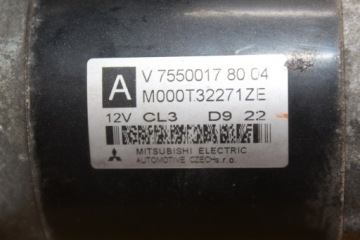 A V 7550017 80 04
M000T32271ZE
12V CL3 D9 22
MITSUBISHI ELECTRIC
AUTOMOTIVE CZECH s.r.o.